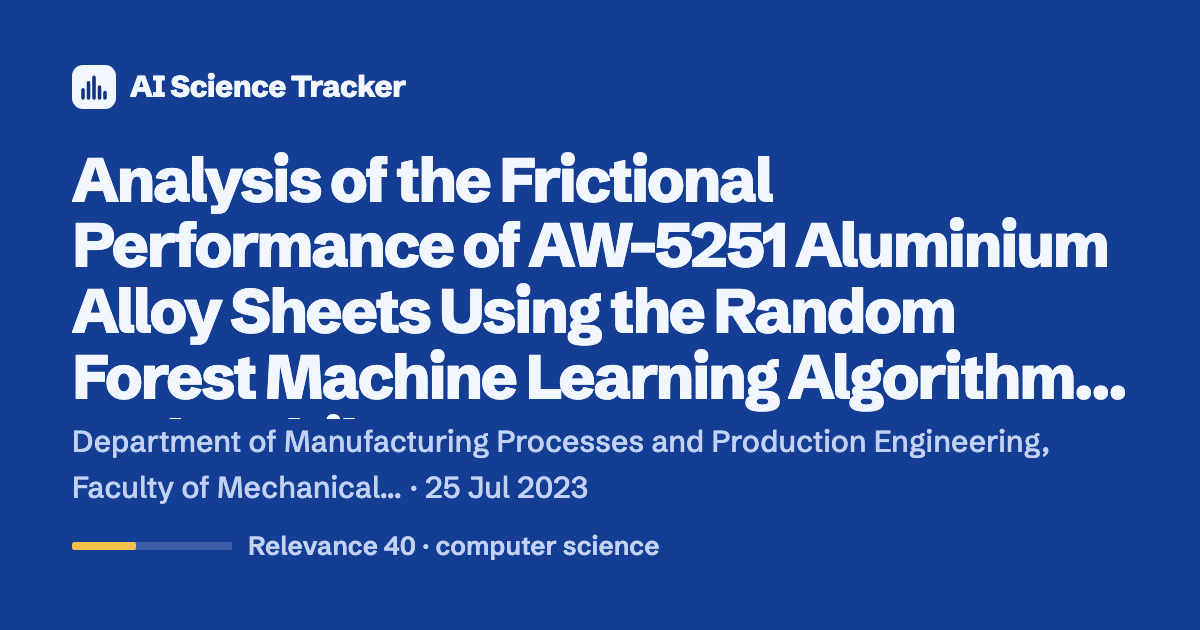 AI Science Tracker
Analysis of the Frictional
Performance of AW-5251 Aluminium
Alloy Sheets Using the Random
Forest Machine Learning Algorithm...
Department of Manufacturing Processes and Production Engineering,
Faculty of Mechanical... · 25 Jul 2023
Relevance 40 · computer science